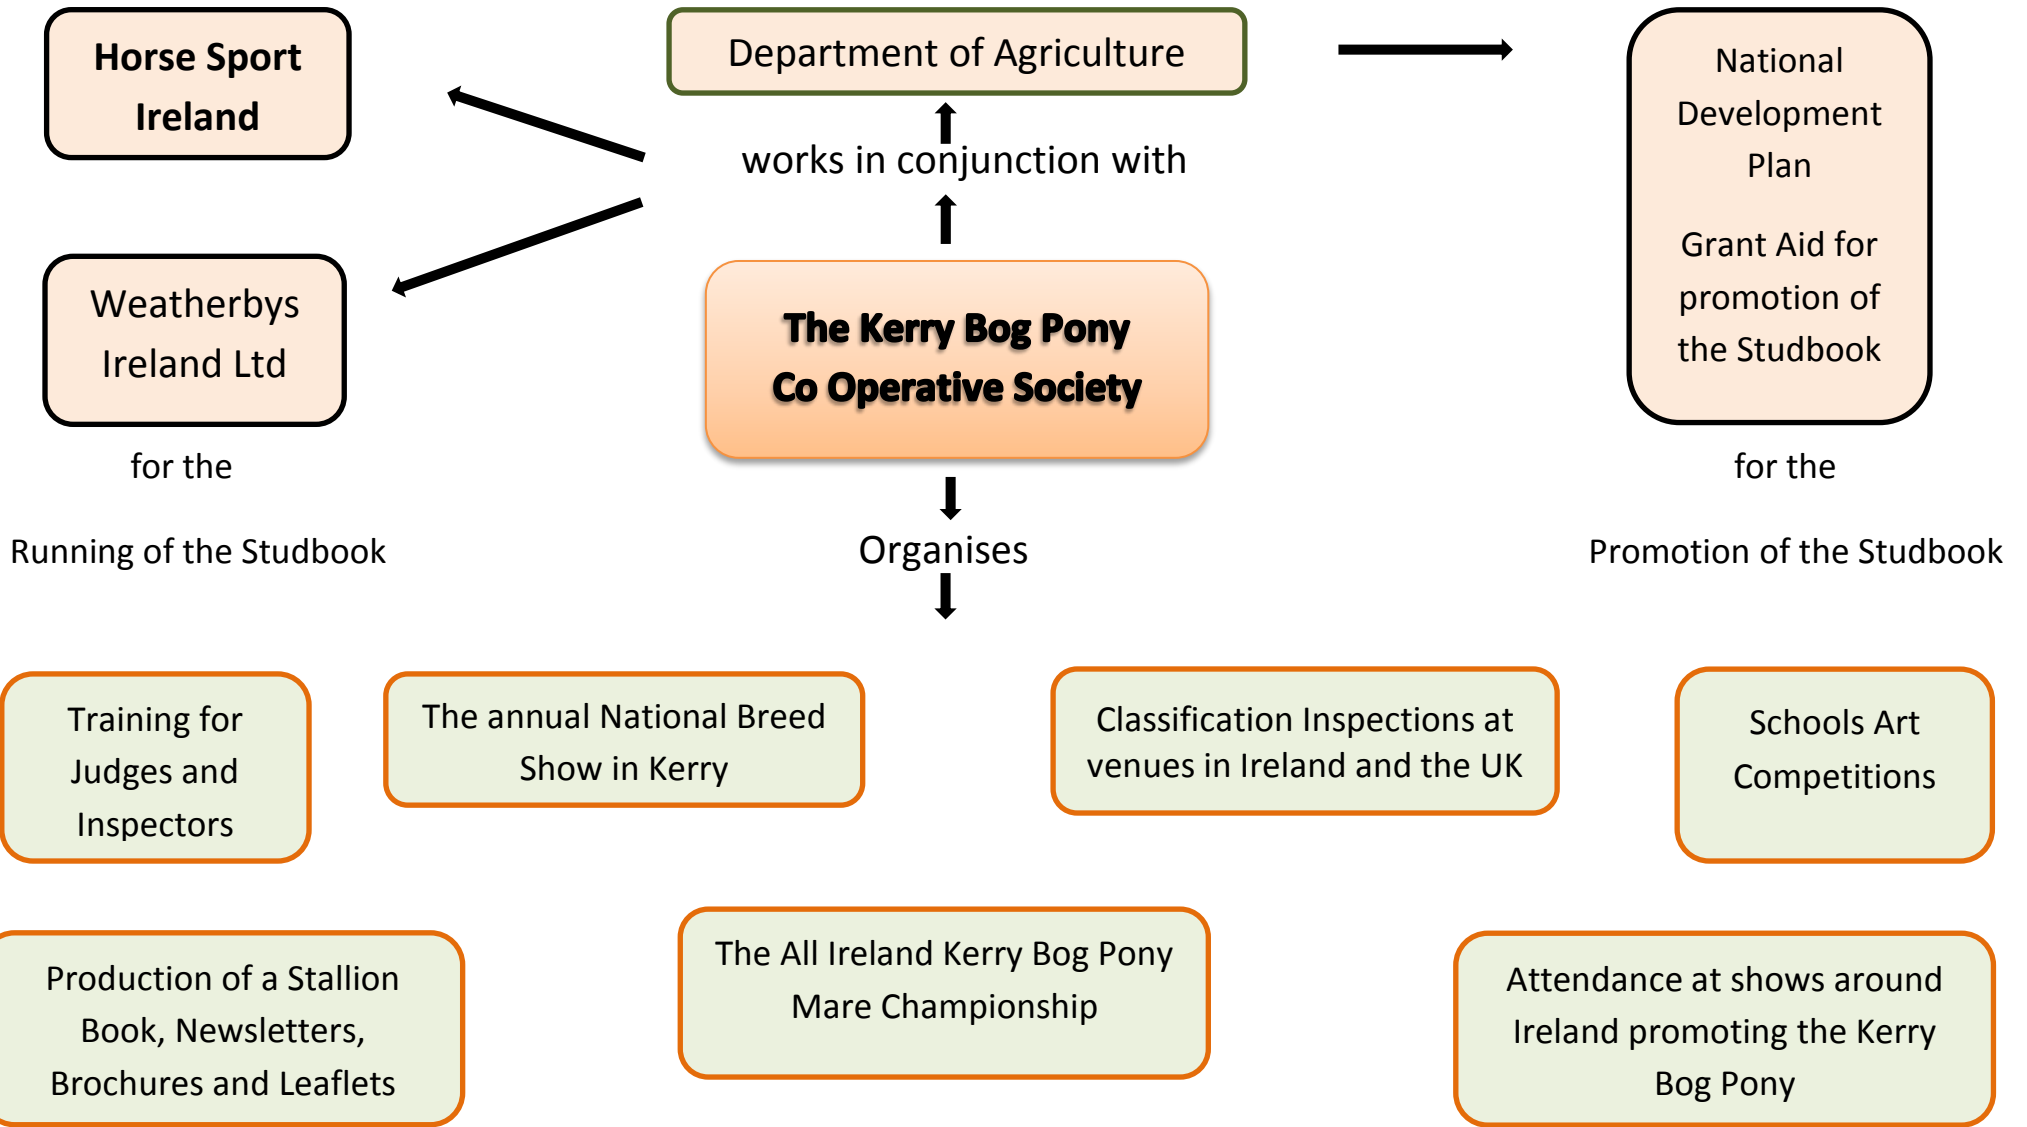 Horse Sport
Ireland
Department of Agriculture
National
Development
Plan
Grant Aid for
promotion of
the Studbook
works in conjunction with
Weatherbys
Ireland Ltd
The Kerry Bog Pony
Co Operative Society
for the
for the
Running of the Studbook
Organises
Promotion of the Studbook
Training for
Judges and
Inspectors
The annual National Breed
Show in Kerry
Classification Inspections at
venues in Ireland and the UK
Schools Art
Competitions
Production of a Stallion
Book, Newsletters,
Brochures and Leaflets
The All Ireland Kerry Bog Pony
Mare Championship
Attendance at shows around
Ireland promoting the Kerry
Bog Pony